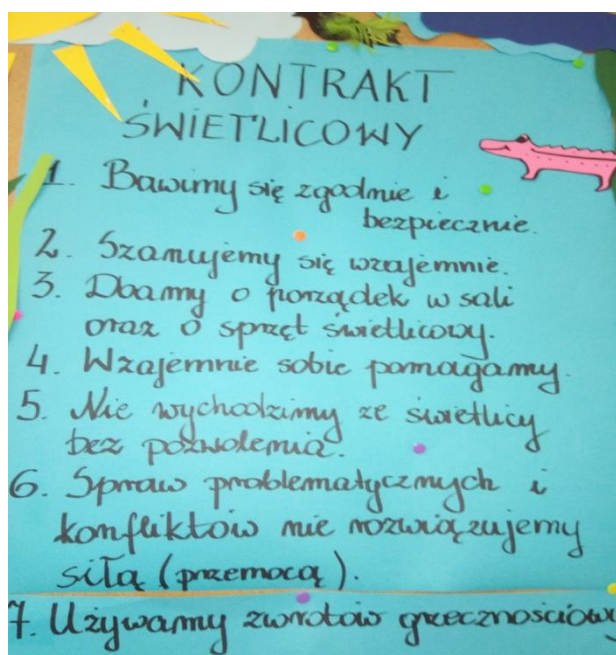 KONTRAKT
ŚWIETLICOWY
1. Bawimy się zgodnie i
bezpiecznie.
2. Szanujemy się wzajemnie.
3. Dbamy o porządek w sali
oraz o sprzęt świetlicowy.
4. Wzajemnie sobie pomagamy.
5. Nie wychodzimy ze świetlicy
bez pozwolenia.
6. Spraw problematycznych i
konfliktów nie rozwiązujemy
siłą (przemocą).
7. Używamy zwrotów grzecznościowy